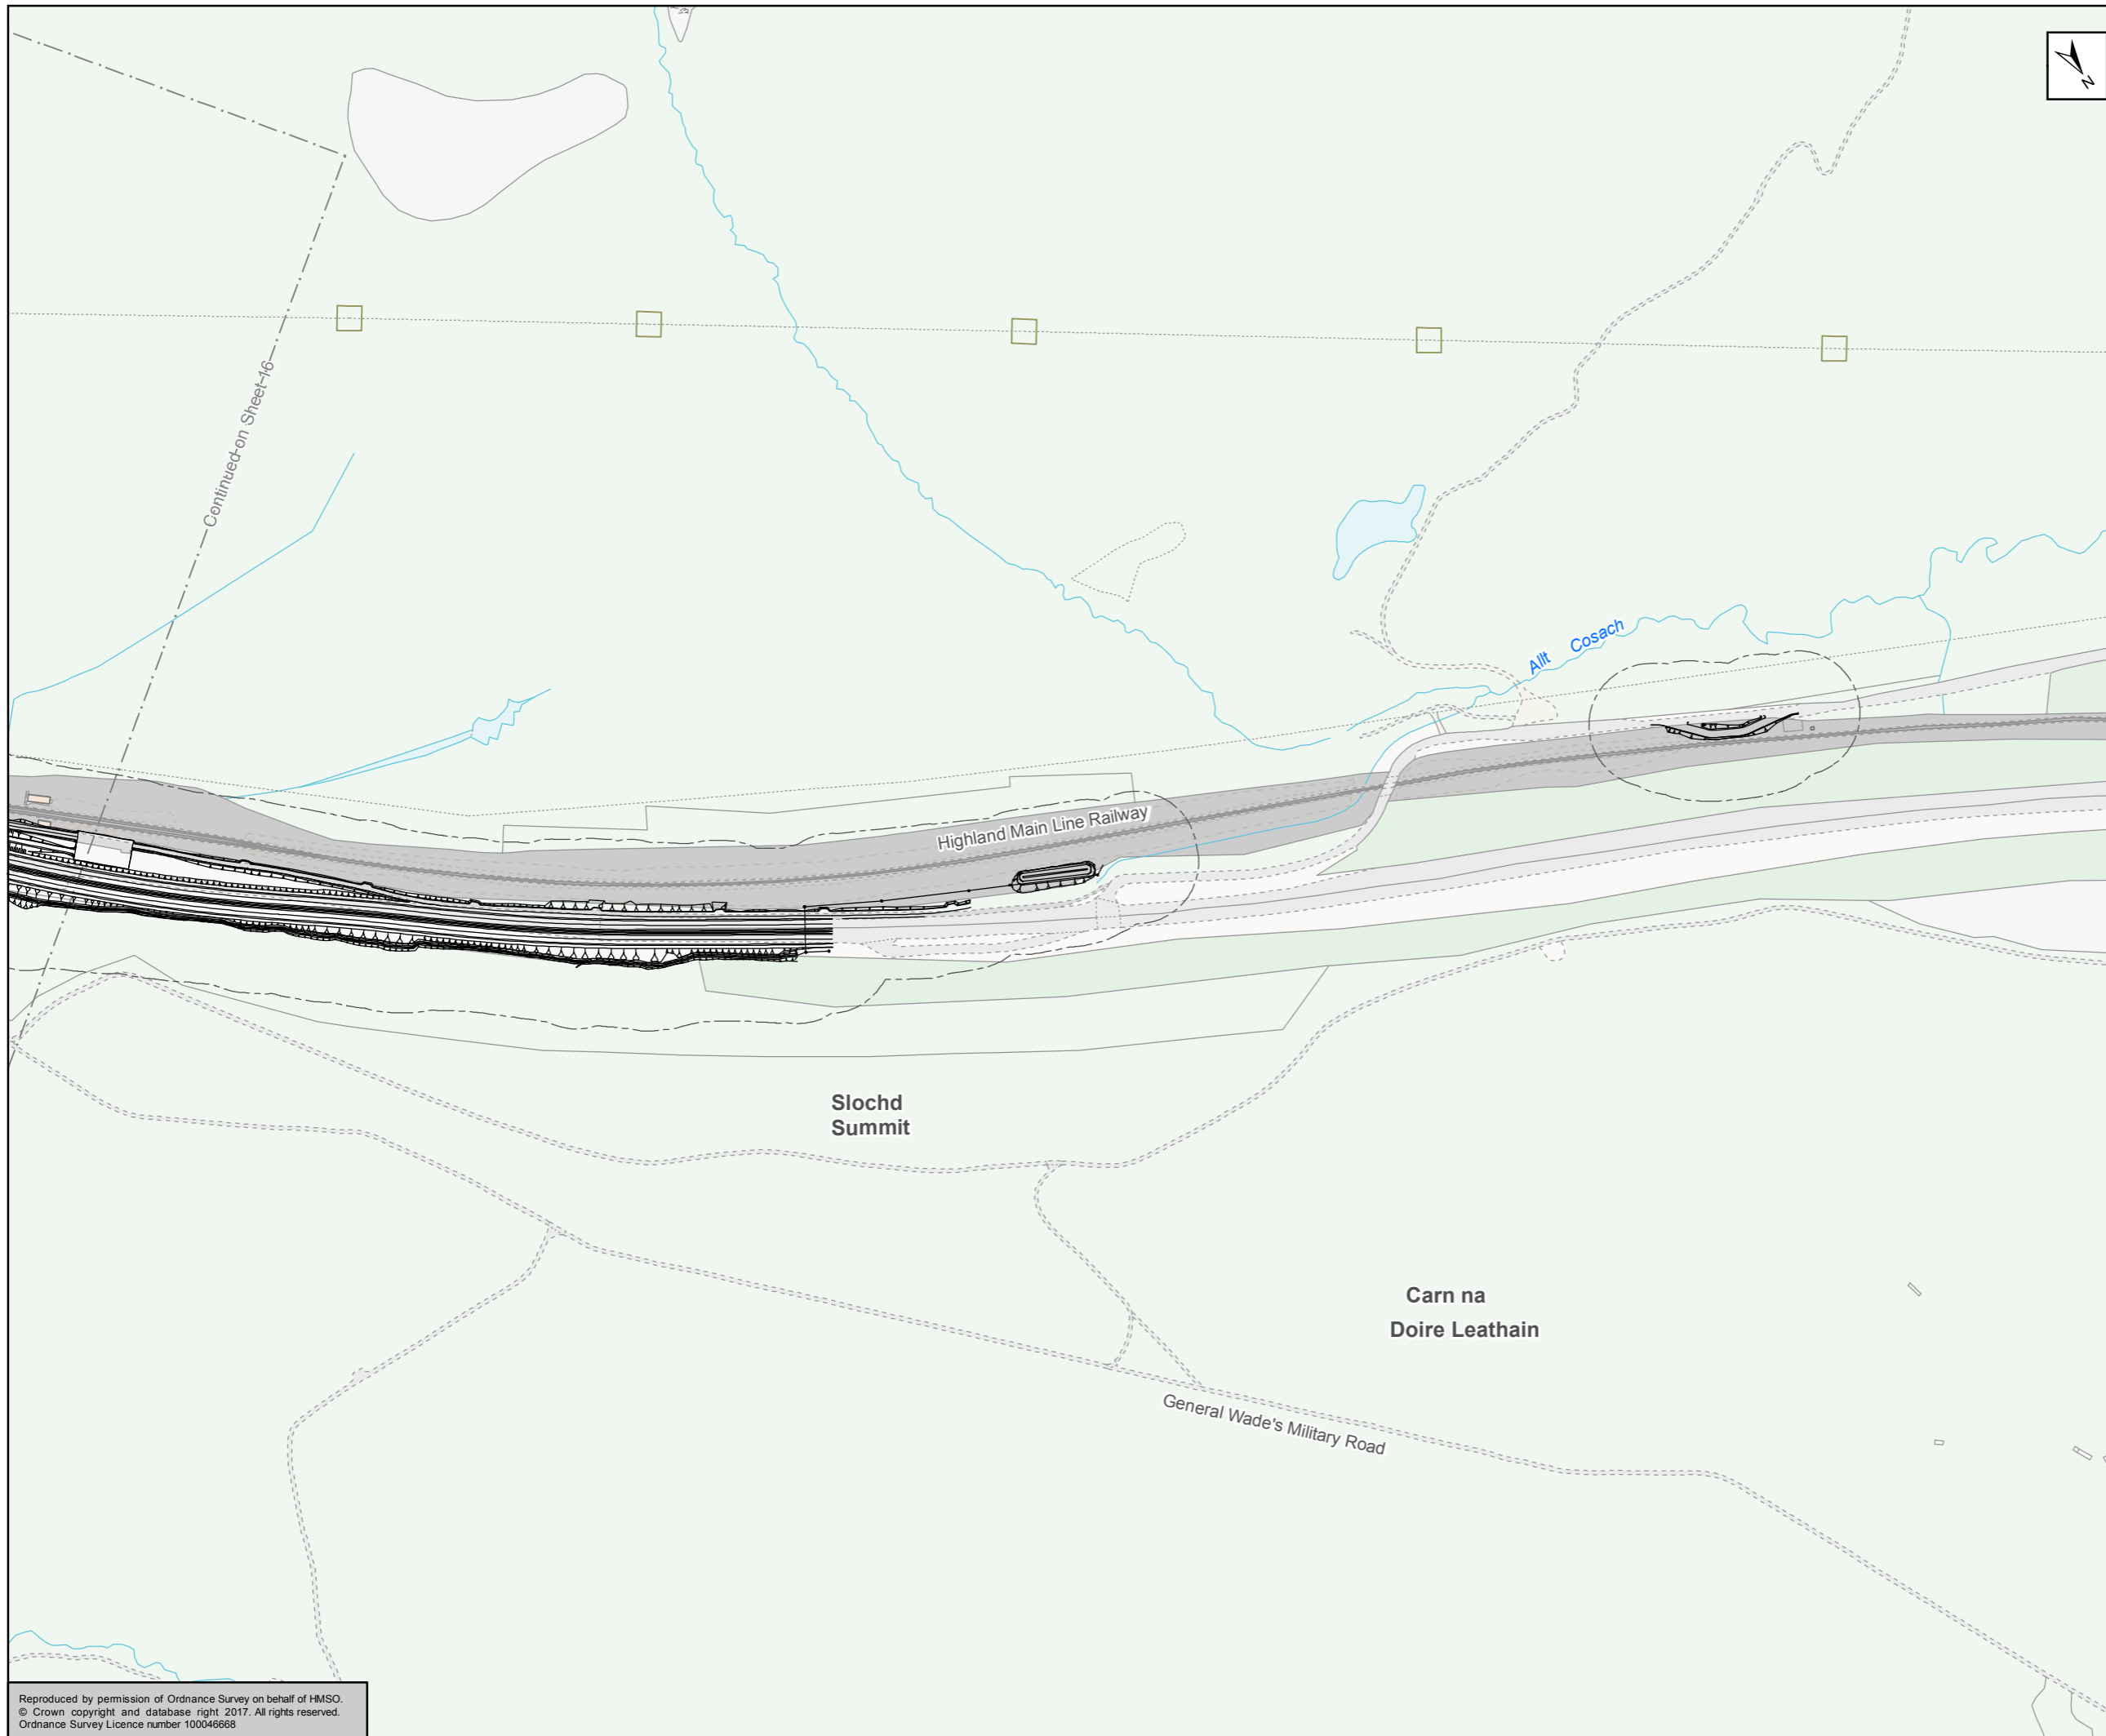 N
Continued on Sheet 16
Allt Cosach
Highland Main Line Railway
Slochd
Summit
Carn na
Doire Leathain
General Wade's Military Road
Reproduced by permission of Ordnance Survey on behalf of HMSO.
© Crown copyright and database right 2017. All rights reserved.
Ordnance Survey Licence number 100046668